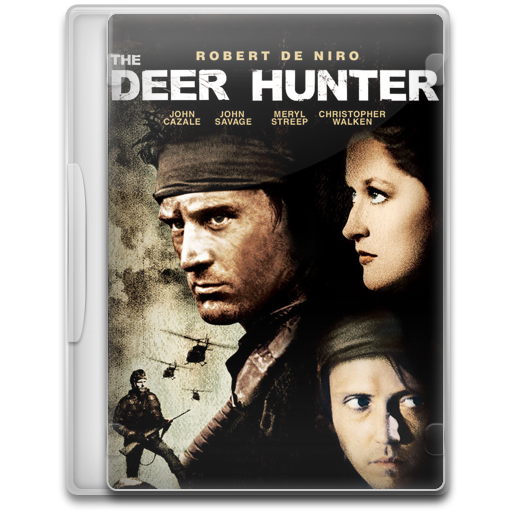 ROBERT DE NIRO
THE
DEER HUNTER
JOHN CAZALE JOHN SAVAGE MERYL STREEP CHRISTOPHER WALKEN